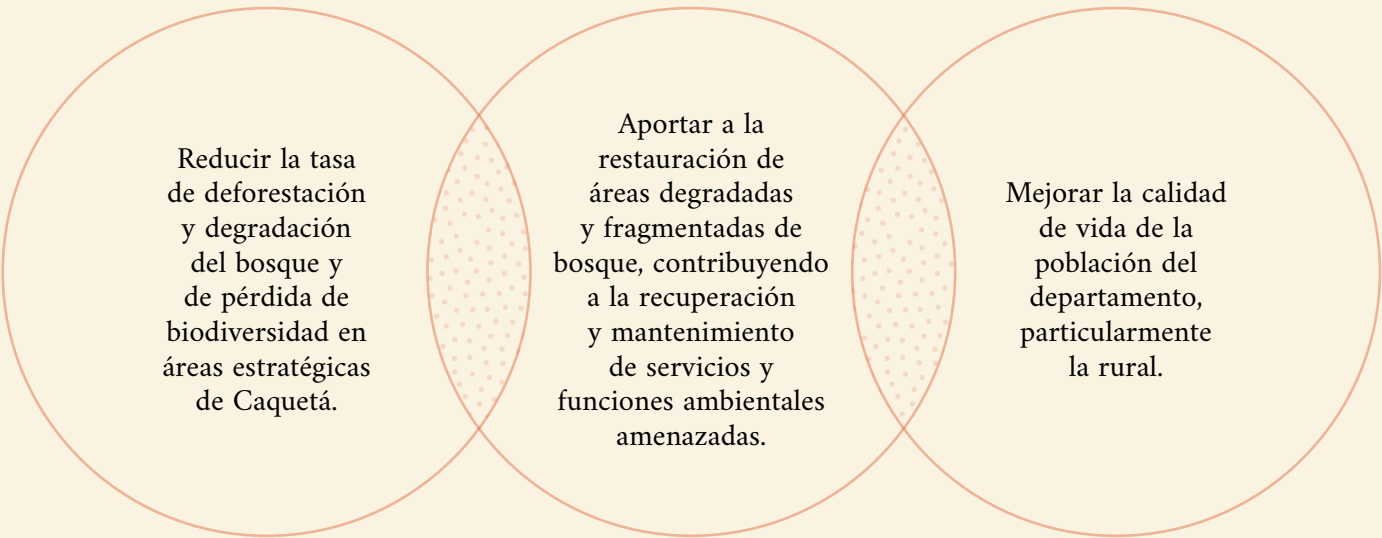 Reducir la tasa
de deforestación
y degradación
del bosque y
de pérdida de
biodiversidad en
áreas estratégicas
de Caquetá.
Aportar a la
restauración de
áreas degradadas
y fragmentadas de
bosque, contribuyendo
a la recuperación
y mantenimiento
de servicios y
funciones ambientales
amenazadas.
Mejorar la calidad
de vida de la
población del
departamento,
particularmente
la rural.